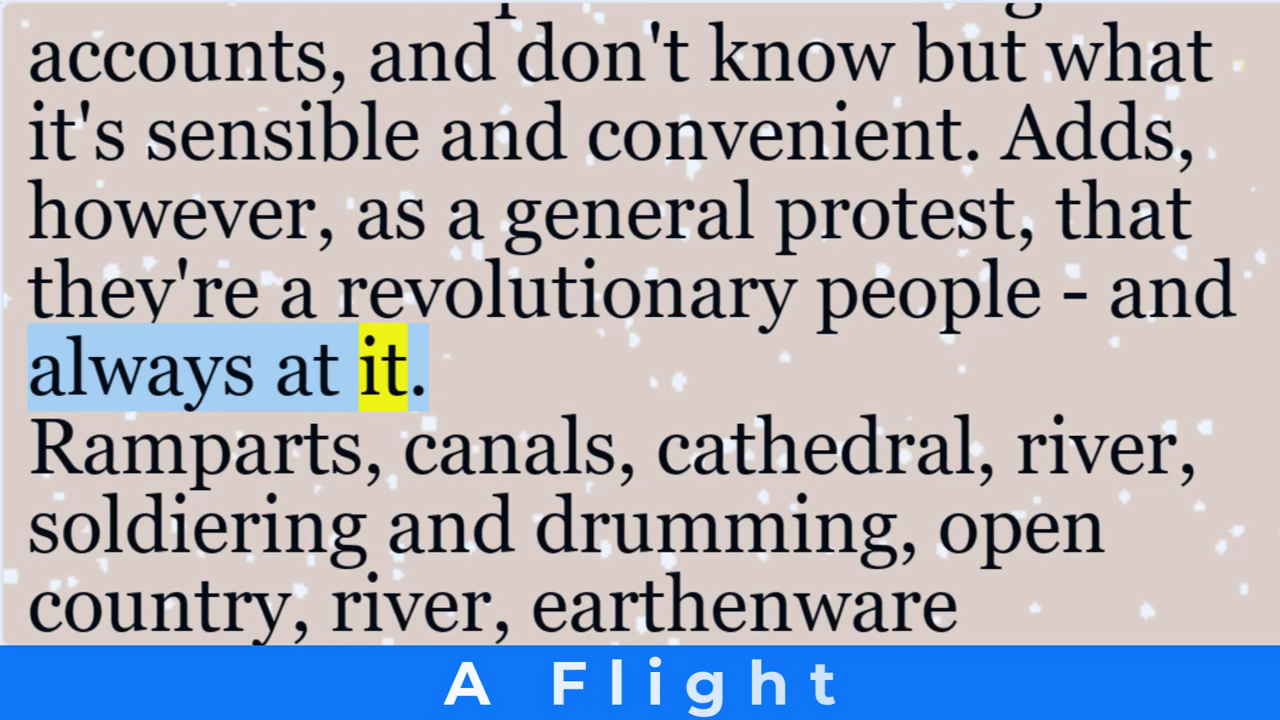 accounts, and don't know but what
it's sensible and convenient. Adds,
however, as a general protest, that
they're a revolutionary people - and
always at it.
Ramparts, canals, cathedral, river,
soldiering and drumming, open
country, river, earthenware
A Flight